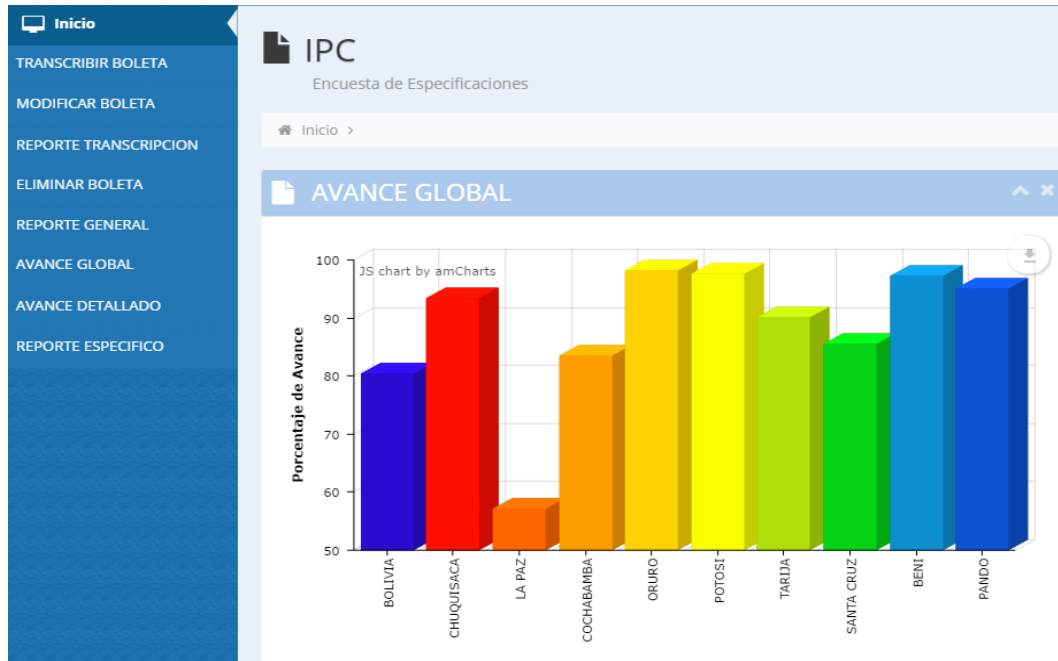 Inicio
TRANSCRIBIR BOLETA
MODIFICAR BOLETA
REPORTE TRANSCRIPCION
ELIMINAR BOLETA
REPORTE GENERAL
AVANCE GLOBAL
AVANCE DETALLADO
REPORTE ESPECIFICO
IPC
Encuesta de Especificaciones
Inicio >
AVANCE GLOBAL
JS chart by amCharts
Porcentaje de Avance
100
90
80
70
60
50
BOLIVIA
CHUQUISACA
LA PAZ
COCHABAMBA
ORURO
POTOSI
TARIJA
SANTA CRUZ
BENI
PANDO